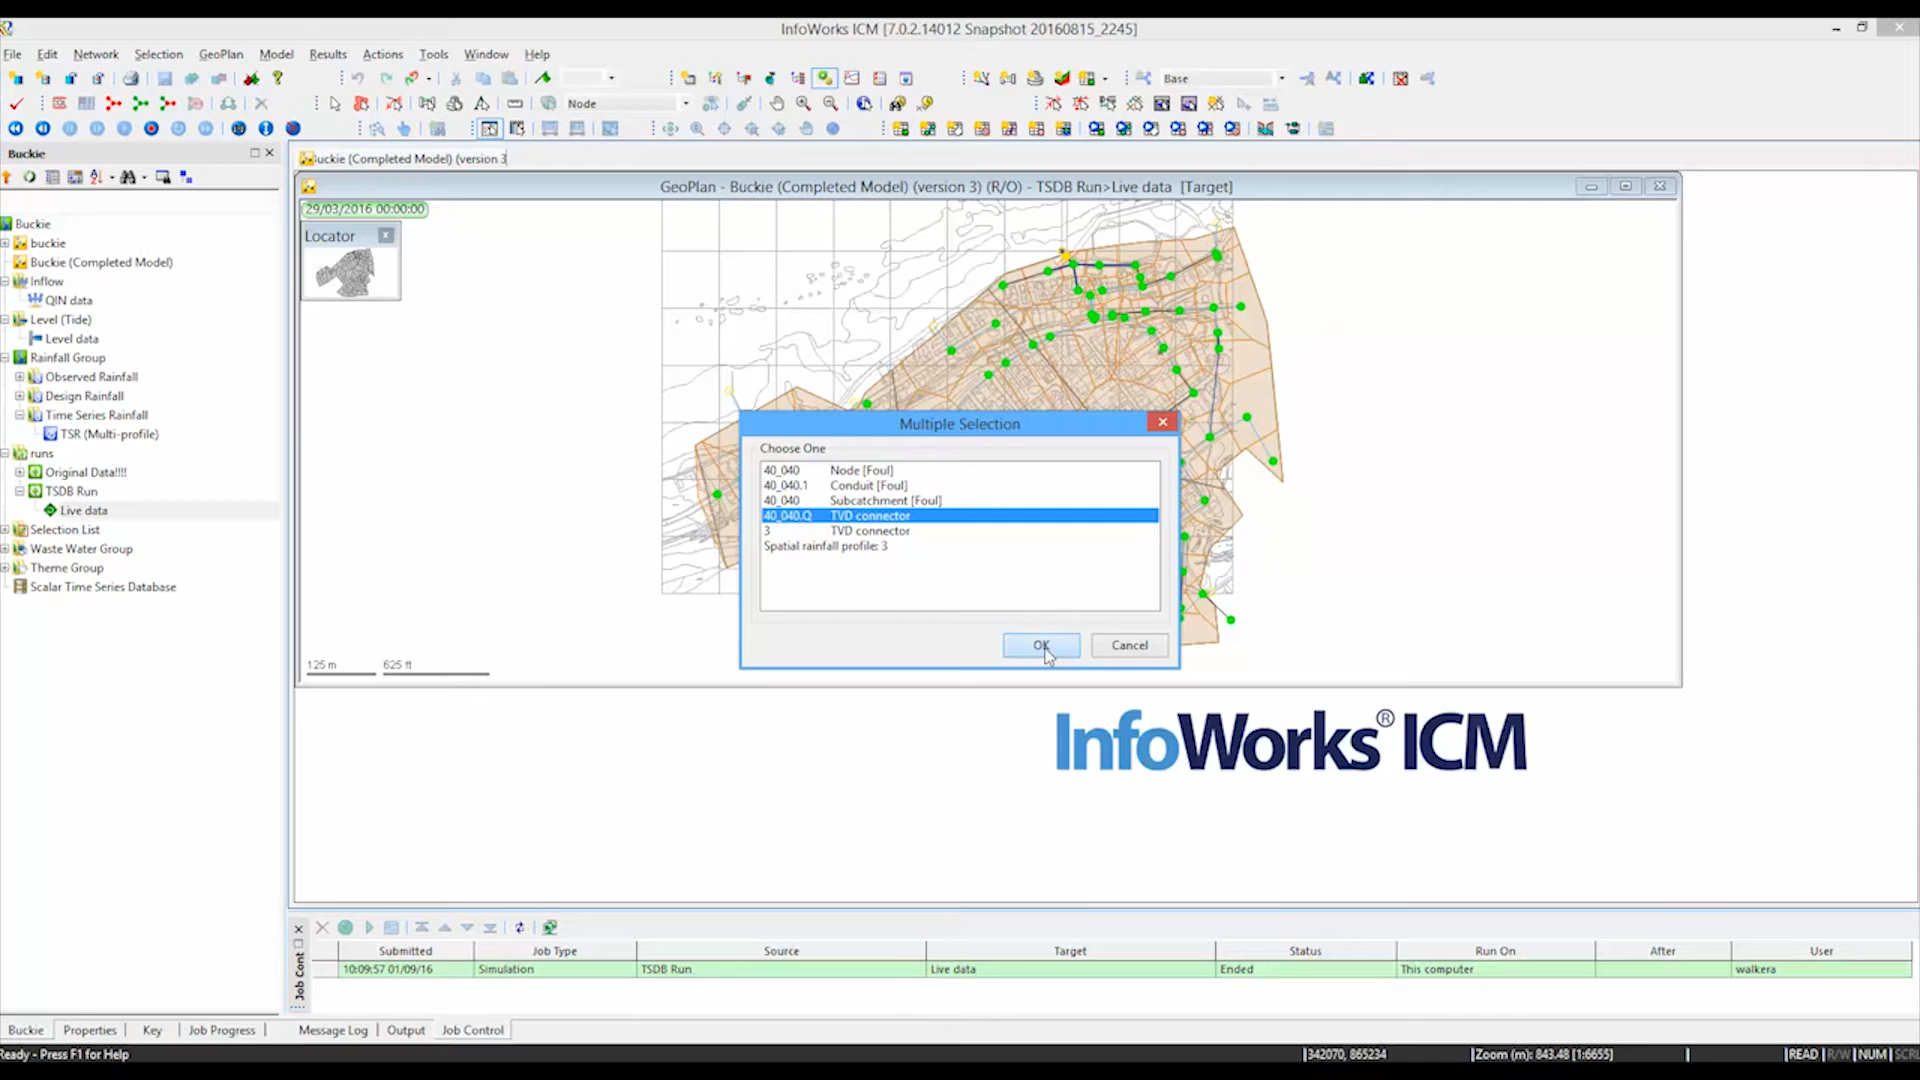 InfoWorks ICM [7.0.2.14012 Snapshot 20160815_2245]
File Edit Network Selection GeoPlan Model Results Actions Tools Window Help
Base
Node
Buckie
uckie (Completed Model) (version 3
GeoPlan - Buckie (Completed Model) (version 3) (R/O) - TSDB Run>Live data [Target]
29/03/2016 00:00:00
Locator
Buckie
buckie
Buckie (Completed Model)
Inflow
QIN data
Level (Tide)
Level data
Rainfall Group
Observed Rainfall
Design Rainfall
Time Series Rainfall
TSR (Multi-profile)
runs
Original Data!!!!
TSDB Run
Live data
Selection List
Waste Water Group
Theme Group
Scalar Time Series Database
Multiple Selection
Choose One
40_040 Node [Foul]
40_040.1 Conduit [Foul]
40_040 Subcatchment [Foul]
40_040.Q TVD connector
3 TVD connector
Spatial rainfall profile: 3
OK Cancel
125 m 625 ft
InfoWorks® ICM
Job Cont
Submitted Job Type Source Target Status Run On After User
10:09:57 01/09/16 Simulation TSDB Run Live data Ended This computer walkera
Buckie Properties Key Job Progress Message Log Output Job Control
Ready - Press F1 for Help 342070, 865234 Zoom (m): 843.48 [1:6655] READ R/W NUM SCRL